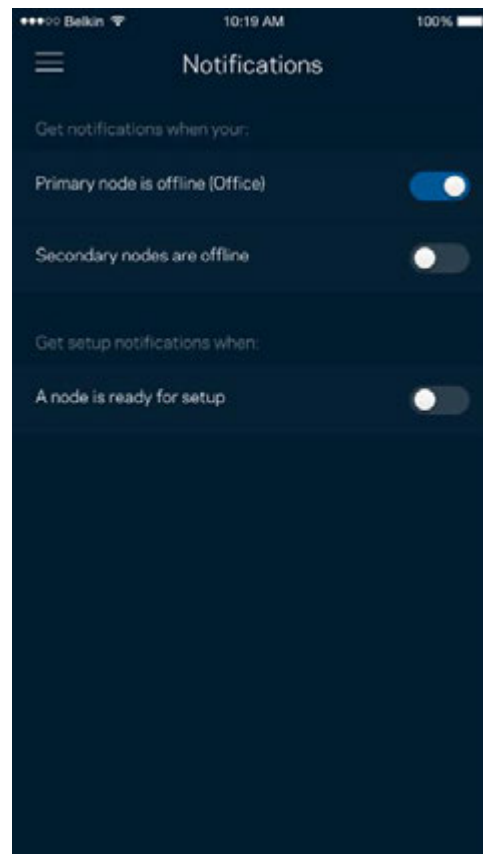 Belkin 10:19 AM 100%
Notifications
Get notifications when your:
Primary node is offline (Office)
Secondary nodes are offline
Get setup notifications when:
A node is ready for setup